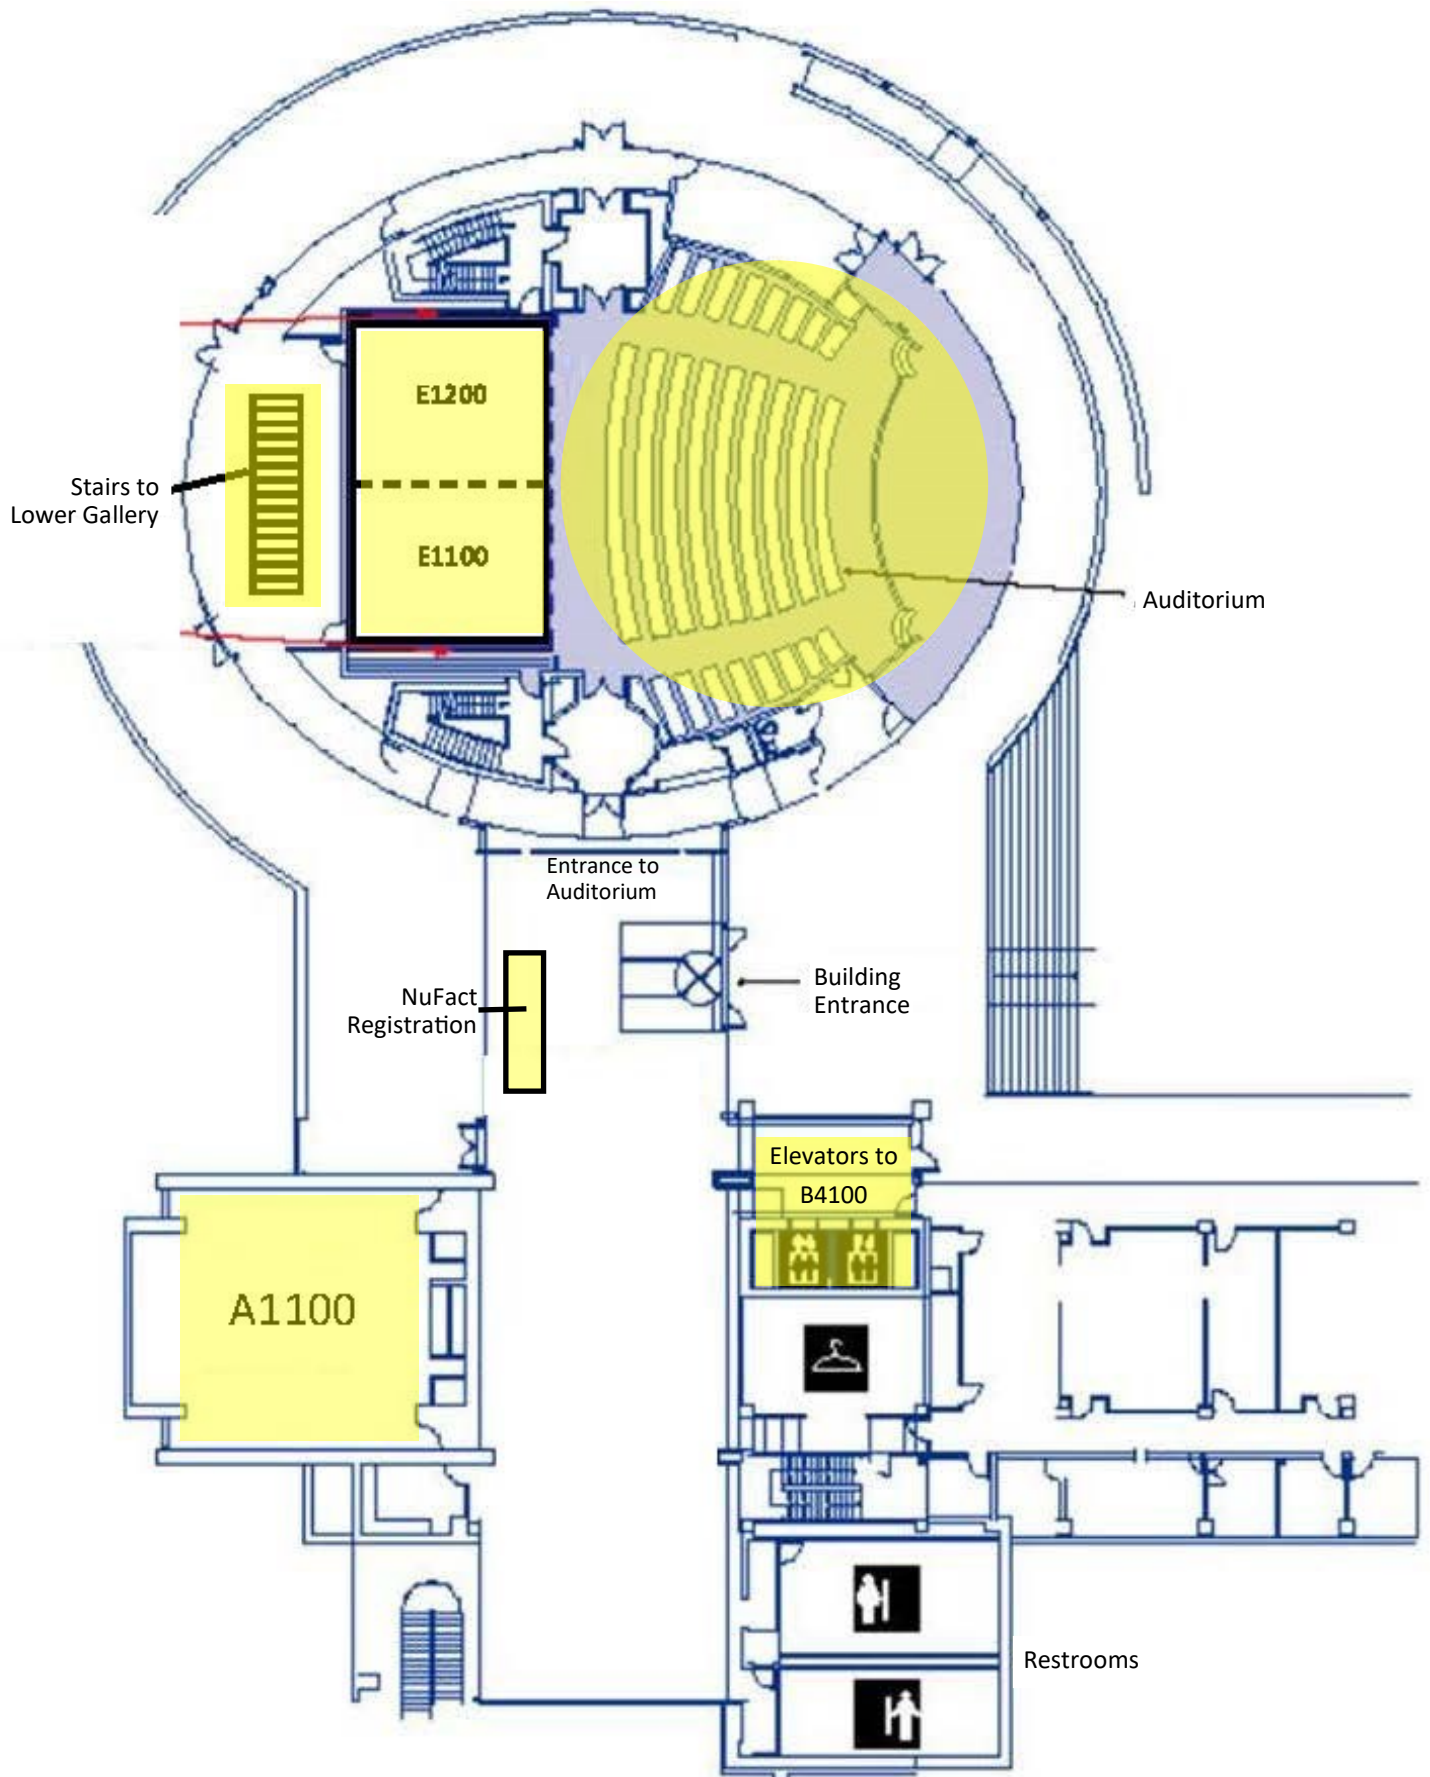 E1200
Stairs to
Lower Gallery
E1100
Auditorium
Entrance to
Auditorium
NuFact
Registration
Building
Entrance
Elevators to
B4100
A1100
Restrooms